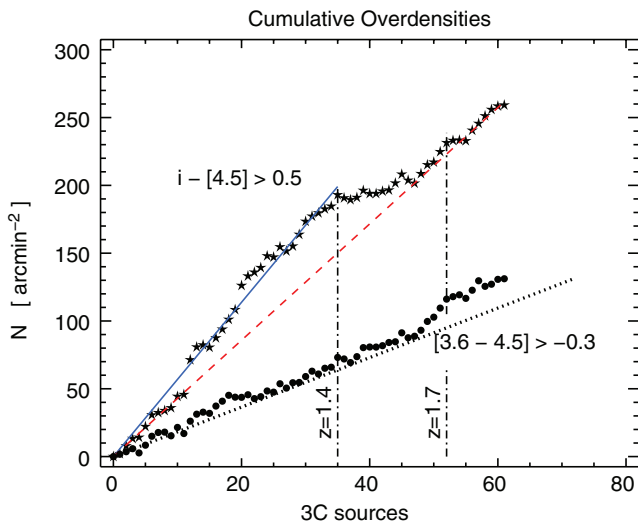 Cumulative Overdensities
300
250
200
150
100
50
0
N [ arcmin⁻² ]
i – [4.5] > 0.5
[3.6 – 4.5] > –0.3
z=1.4
z=1.7
0 20 40 60 80
3C sources